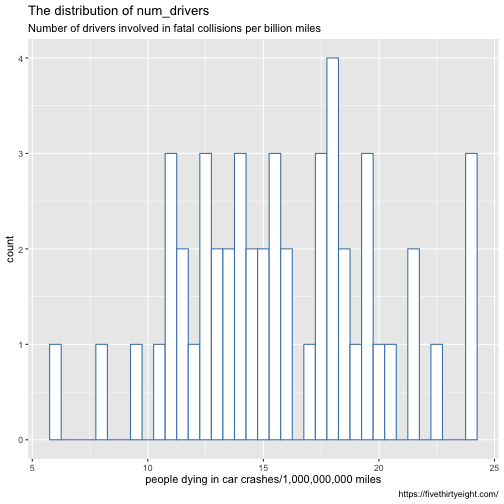 The distribution of num_drivers
Number of drivers involved in fatal collisions per billion miles
4
3
2
1
0
count
5 10 15 20 25
people dying in car crashes/1,000,000,000 miles
https://fivethirtyeight.com/